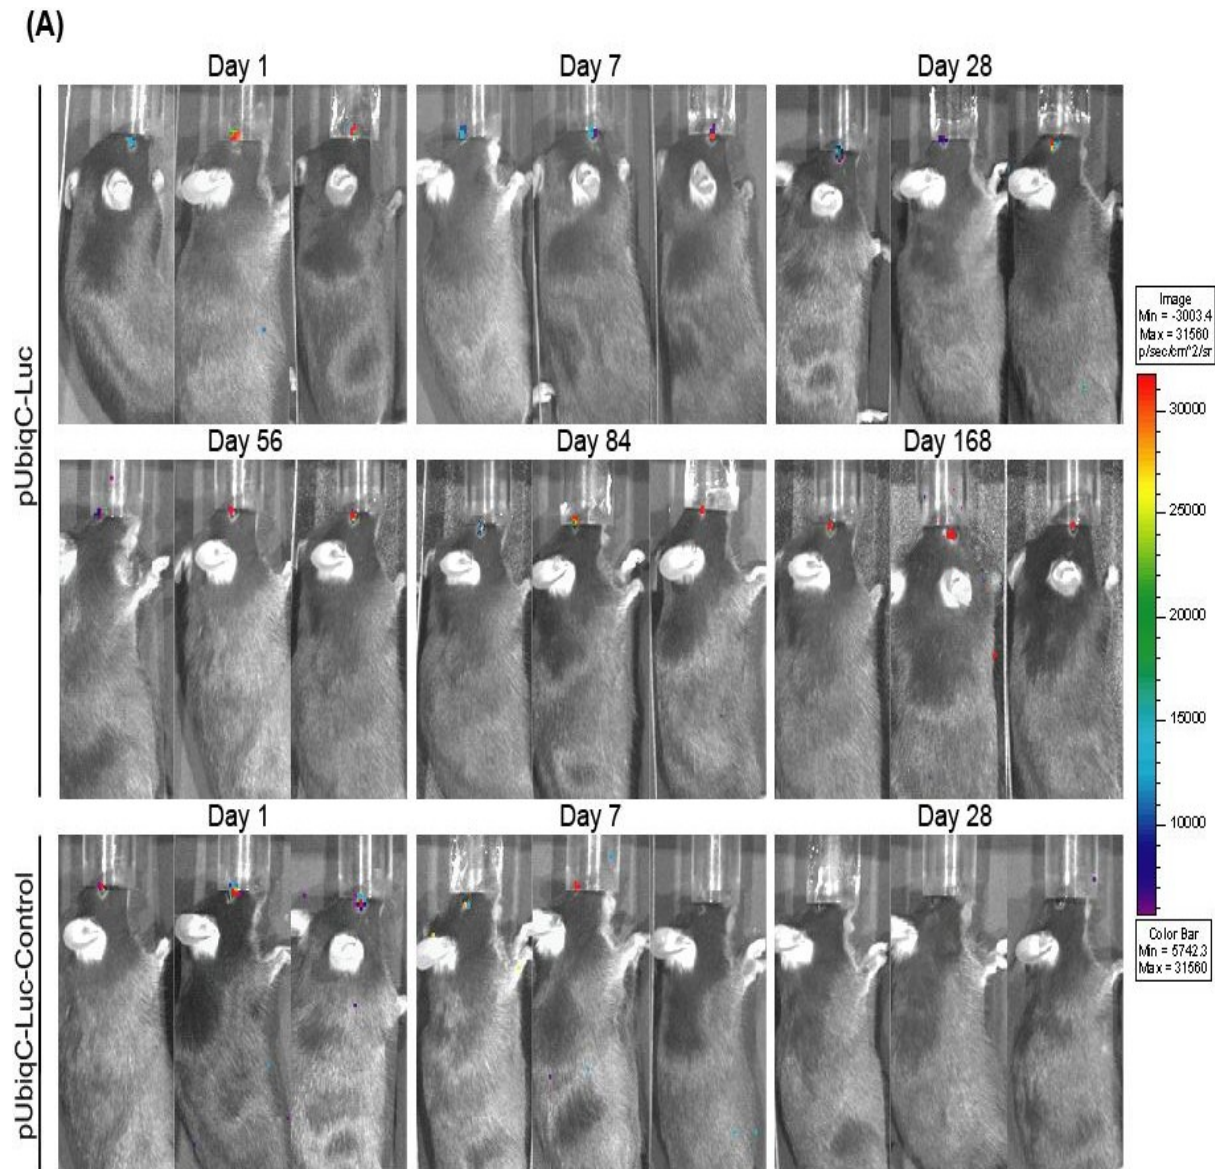 (A)
Day 1 Day 7 Day 28
pUbiqC-Luc
Day 56 Day 84 Day 168
Day 1 Day 7 Day 28
pUbiqC-Luc-Control
Image
Min = -3003.4
Max = 31560
p/sec/cm^2/sr
30000
25000
20000
15000
10000
Color Bar
Min = 5742.3
Max = 31560